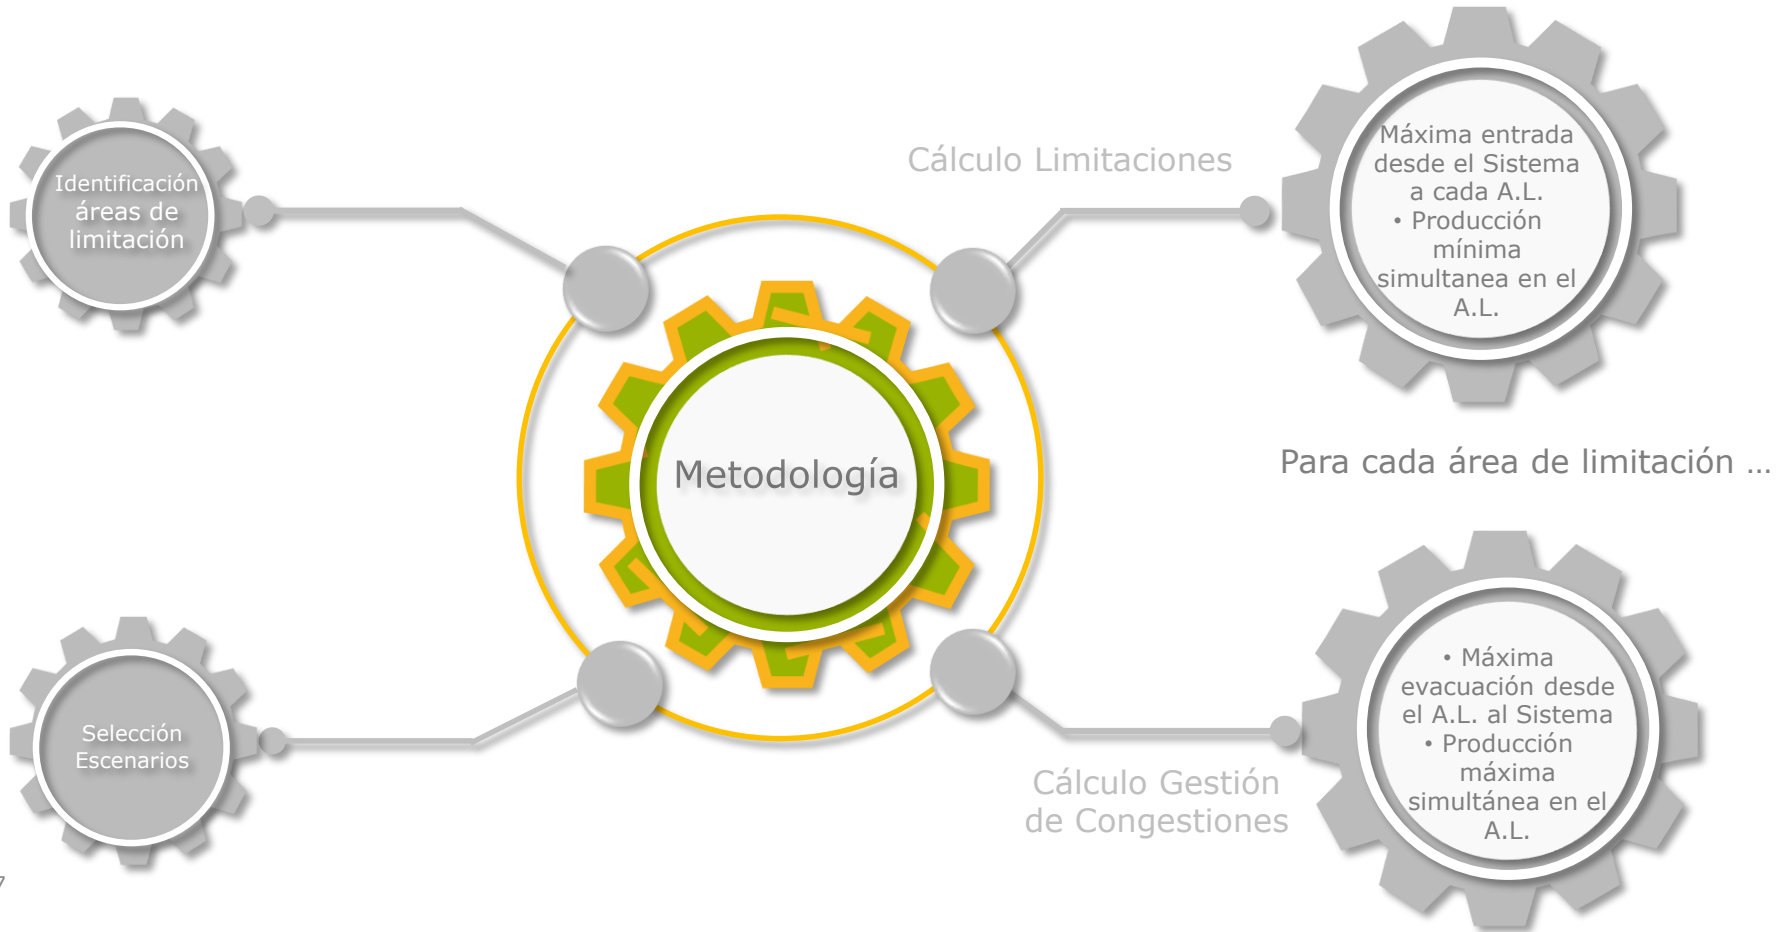 Identificación
áreas de
limitación
Selección
Escenarios
Metodología
Cálculo Limitaciones
Máxima entrada
desde el Sistema
a cada A.L.
• Producción
mínima
simultanea en el
A.L.
Para cada área de limitación ...
Cálculo Gestión
de Congestiones
• Máxima
evacuación desde
el A.L. al Sistema
• Producción
máxima
simultánea en el
A.L.